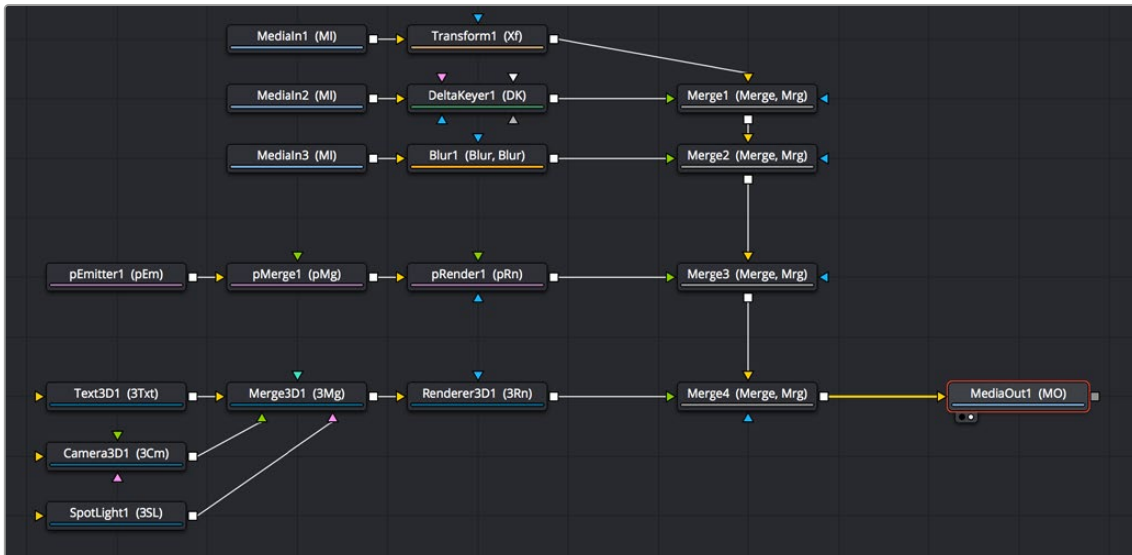 MediaIn1 (MI)
Transform1 (Xf)
MediaIn2 (MI)
DeltaKeyer1 (DK)
Merge1 (Merge, Mrg)
MediaIn3 (MI)
Blur1 (Blur, Blur)
Merge2 (Merge, Mrg)
pEmitter1 (pEm)
pMerge1 (pMg)
pRender1 (pRn)
Merge3 (Merge, Mrg)
Text3D1 (3Txt)
Merge3D1 (3Mg)
Renderer3D1 (3Rn)
Merge4 (Merge, Mrg)
MediaOut1 (MO)
Camera3D1 (3Cm)
SpotLight1 (3SL)